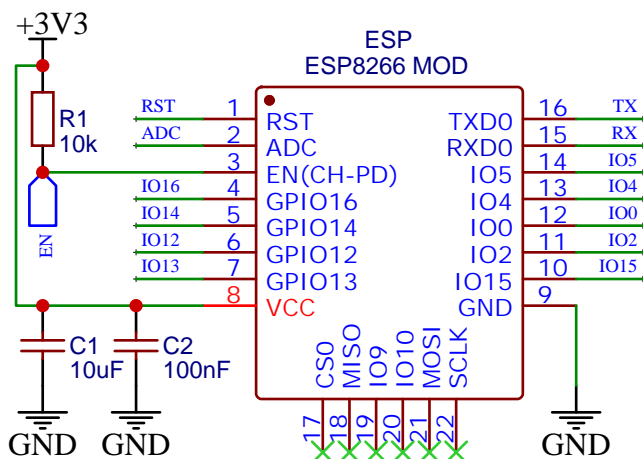 +3V3
ESP
ESP8266 MOD
R1
10k
EN
RST 1 RST
ADC 2 ADC
3 EN(CH-PD)
IO16 4 GPIO16
IO14 5 GPIO14
IO12 6 GPIO12
IO13 7 GPIO13
8 VCC
TXD0 16 TX
RXD0 15 RX
IO5 14 IO5
IO4 13 IO4
IO0 12 IO0
IO2 11 IO2
IO15 10 IO15
GND 9
CS0 17
MISO 18
IO9 19
IO10 20
MOSI 21
SCLK 22
C1
10uF
C2
100nF
GND
GND
GND